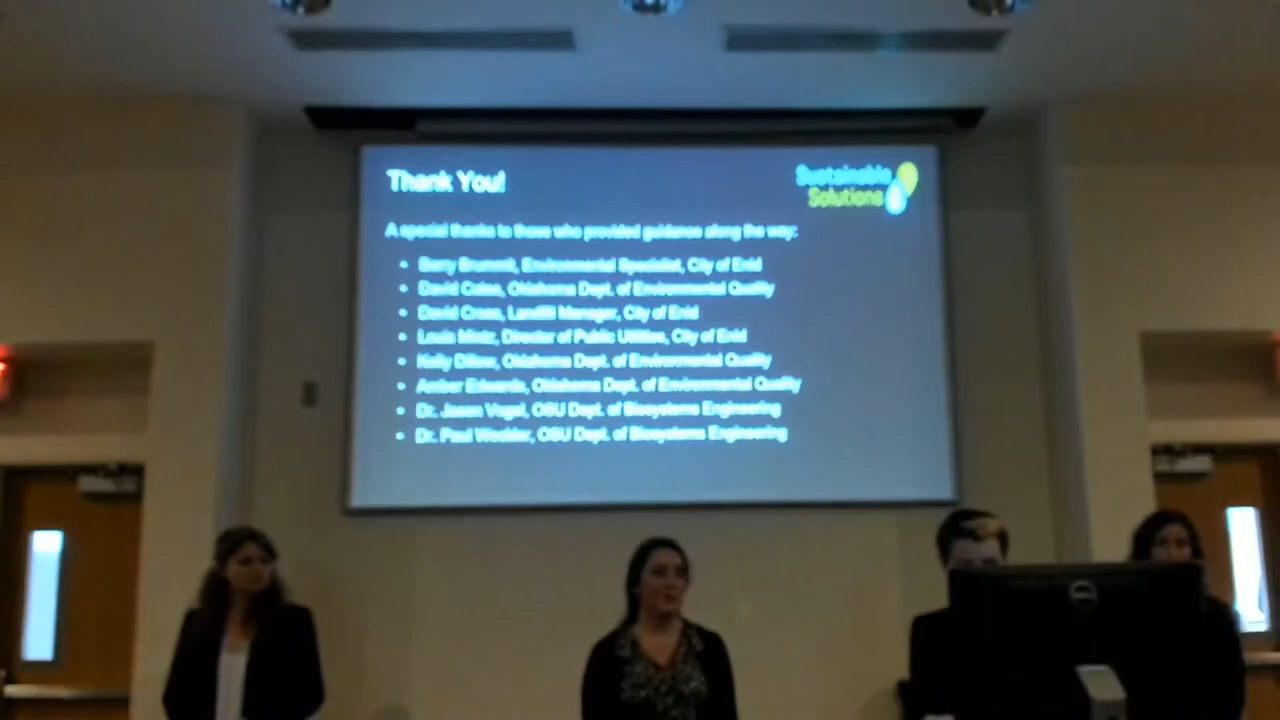 Thank You!
Sustainable
Solutions
A special thanks to those who provided guidance along the way:
• Barry Brummit, Environmental Specialist, City of Enid
• David Cates, Oklahoma Dept. of Environmental Quality
• David Cross, Landfill Manager, City of Enid
• Louis Mintz, Director of Public Utilities, City of Enid
• Kelly Dillow, Oklahoma Dept. of Environmental Quality
• Amber Edwards, Oklahoma Dept. of Environmental Quality
• Dr. Jason Vogel, OSU Dept. of Biosystems Engineering
• Dr. Paul Weckler, OSU Dept. of Biosystems Engineering
DELL